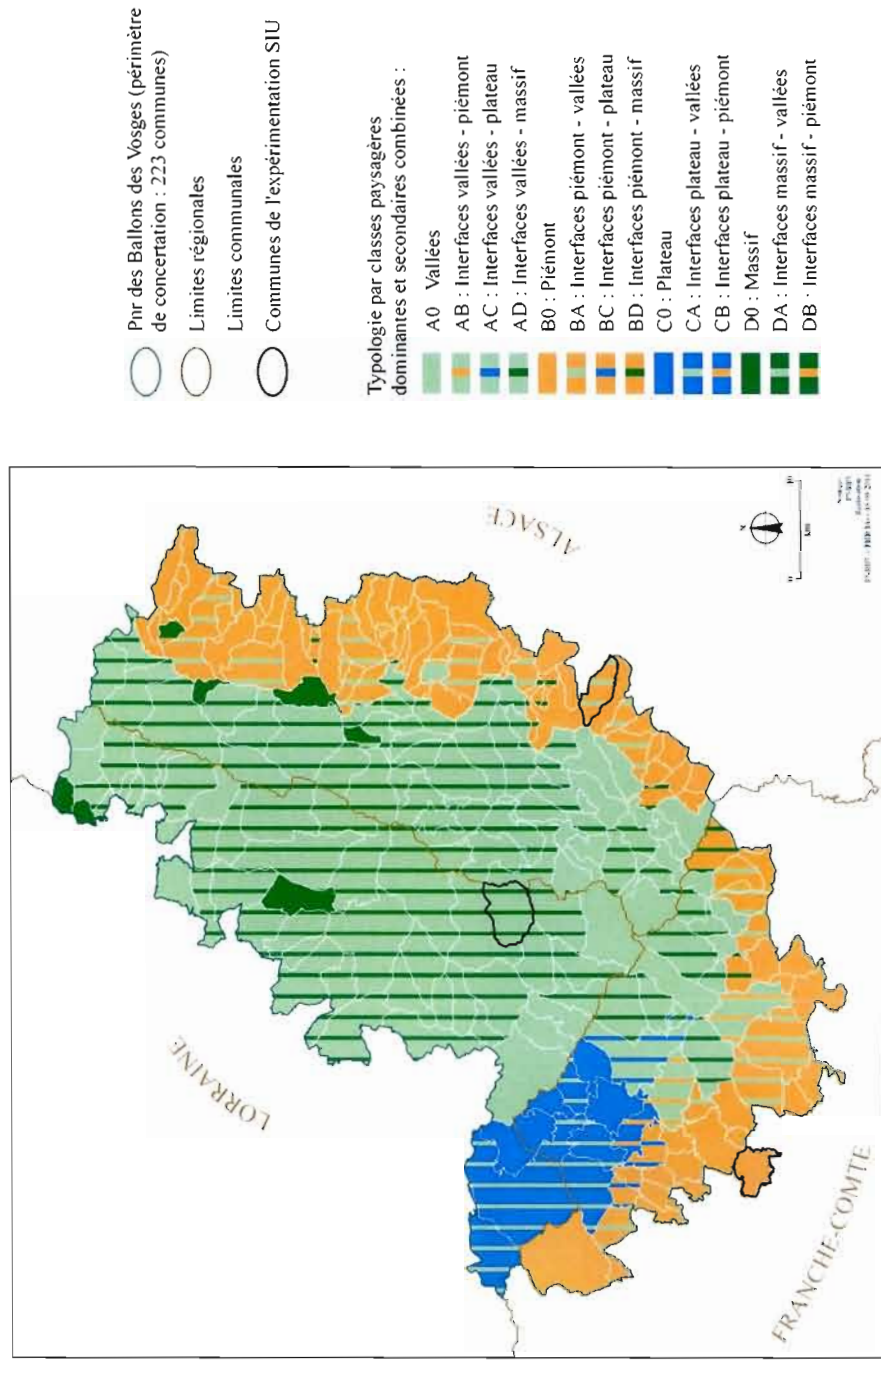 Pnr des Ballons des Vosges (périmètre
de concertation : 223 communes)
Limites régionales
Limites communales
Communes de l'expérimentation SIU
Typologie par classes paysagères
dominantes et secondaires combinées :
A0 Vallées
AB : Interfaces vallées - piémont
AC : Interfaces vallées - plateau
AD : Interfaces vallées - massif
B0 : Piémont
BA : Interfaces piémont - vallées
BC : Interfaces piémont - plateau
BD : Interfaces piémont - massif
C0 : Plateau
CA : Interfaces plateau - vallées
CB : Interfaces plateau - piémont
D0 : Massif
DA : Interfaces massif - vallées
DB · Interfaces massif - piémont
LORRAINE
ALSACE
FRANCHE-COMTE
N
0 10
km